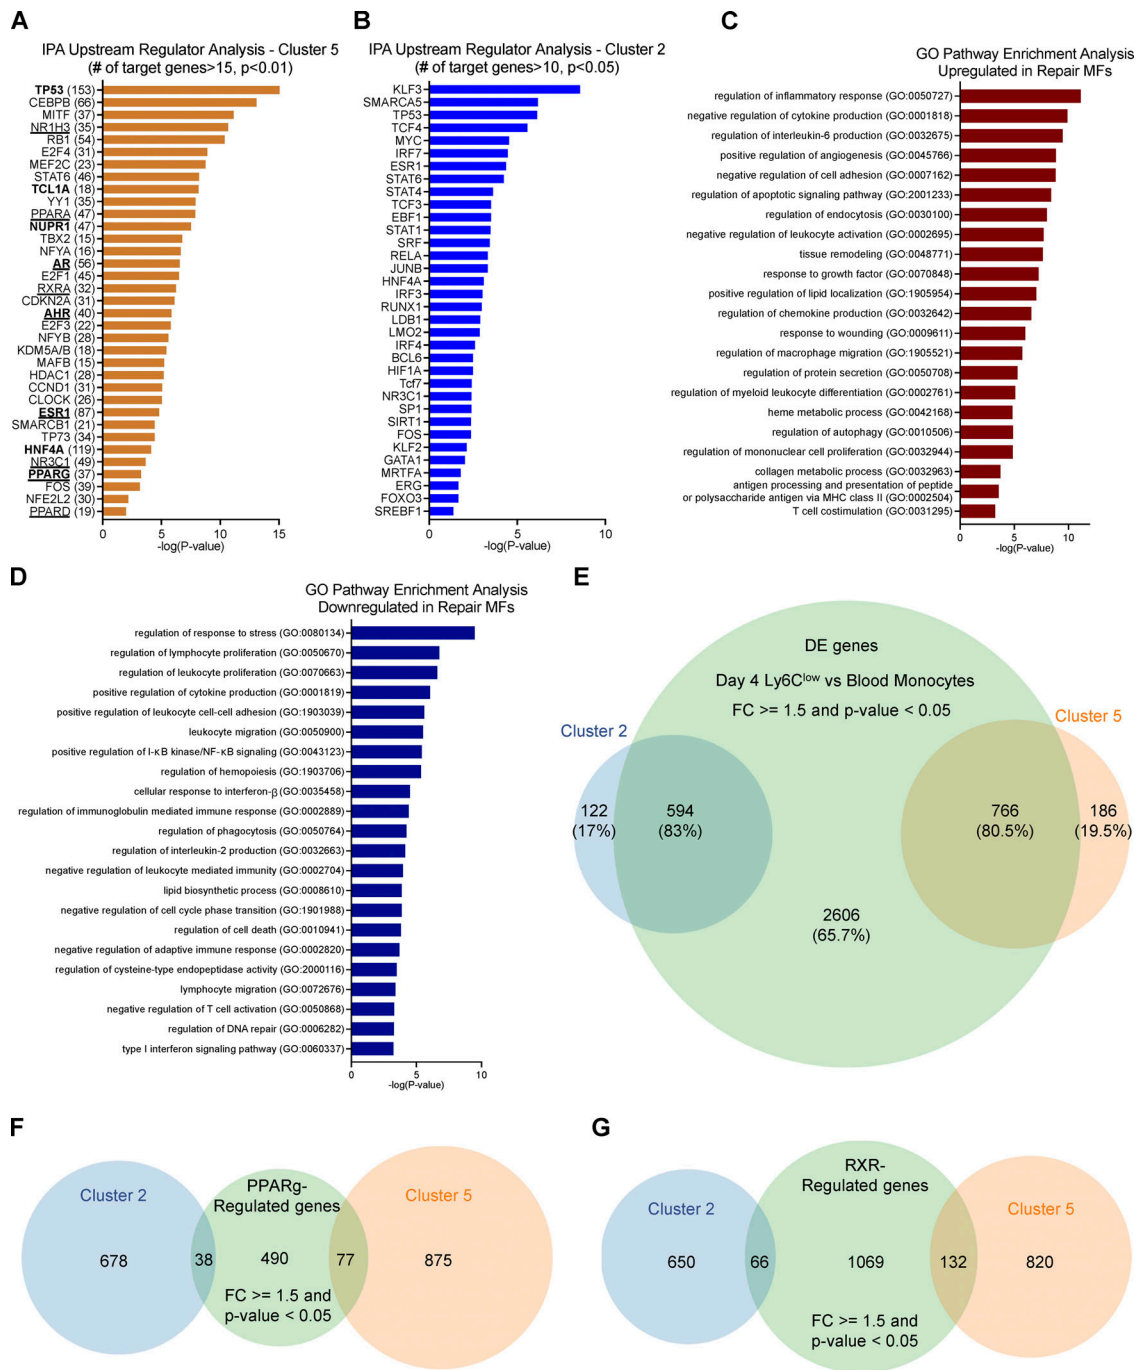 A
IPA Upstream Regulator Analysis - Cluster 5
(# of target genes>15, p<0.01)
TP53 (153)
CEBPB (66)
MITF (37)
NR1H3 (35)
RB1 (54)
E2F4 (31)
MEF2C (23)
STAT6 (46)
TCL1A (18)
YY1 (35)
PPARA (47)
NUPR1 (47)
TBX2 (15)
NFYA (16)
AR (56)
E2F1 (45)
RXRA (32)
CDKN2A (31)
AHR (40)
E2F3 (22)
NFYB (28)
KDM5A/B (18)
MAFB (15)
HDAC1 (28)
CCND1 (31)
CLOCK (26)
ESR1 (87)
SMARCB1 (21)
TP73 (34)
HNF4A (119)
NR3C1 (49)
PPARG (37)
FOS (39)
NFE2L2 (30)
PPARD (19)
0 5 10 15
-log(P-value)
B
IPA Upstream Regulator Analysis - Cluster 2
(# of target genes>10, p<0.05)
KLF3
SMARCA5
TP53
TCF4
MYC
IRF7
ESR1
STAT6
STAT4
TCF3
EBF1
STAT1
SRF
RELA
JUNB
HNF4A
IRF3
RUNX1
LDB1
LMO2
IRF4
BCL6
HIF1A
Tcf7
NR3C1
SP1
SIRT1
FOS
KLF2
GATA1
MRTFA
ERG
FOXO3
SREBF1
0 5 10
-log(P-value)
C
GO Pathway Enrichment Analysis
Upregulated in Repair MFs
regulation of inflammatory response (GO:0050727)
negative regulation of cytokine production (GO:0001818)
regulation of interleukin-6 production (GO:0032675)
positive regulation of angiogenesis (GO:0045766)
negative regulation of cell adhesion (GO:0007162)
regulation of apoptotic signaling pathway (GO:2001233)
regulation of endocytosis (GO:0030100)
negative regulation of leukocyte activation (GO:0002695)
tissue remodeling (GO:0048771)
response to growth factor (GO:0070848)
positive regulation of lipid localization (GO:1905954)
regulation of chemokine production (GO:0032642)
response to wounding (GO:0009611)
regulation of macrophage migration (GO:1905521)
regulation of protein secretion (GO:0050708)
regulation of myeloid leukocyte differentiation (GO:0002761)
heme metabolic process (GO:0042168)
regulation of autophagy (GO:0010506)
regulation of mononuclear cell proliferation (GO:0032944)
collagen metabolic process (GO:0032963)
antigen processing and presentation of peptide
or polysaccharide antigen via MHC class II (GO:0002504)
T cell costimulation (GO:0031295)
0 5 10
-log(P-value)
D
GO Pathway Enrichment Analysis
Downregulated in Repair MFs
regulation of response to stress (GO:0080134)
regulation of lymphocyte proliferation (GO:0050670)
regulation of leukocyte proliferation (GO:0070663)
positive regulation of cytokine production (GO:0001819)
positive regulation of leukocyte cell-cell adhesion (GO:1903039)
leukocyte migration (GO:0050900)
positive regulation of I-κB kinase/NF-κB signaling (GO:0043123)
regulation of hemopoiesis (GO:1903706)
cellular response to interferon-β (GO:0035458)
regulation of immunoglobulin mediated immune response (GO:0002889)
regulation of phagocytosis (GO:0050764)
regulation of interleukin-2 production (GO:0032663)
negative regulation of leukocyte mediated immunity (GO:0002704)
lipid biosynthetic process (GO:0008610)
negative regulation of cell cycle phase transition (GO:1901988)
regulation of cell death (GO:0010941)
negative regulation of adaptive immune response (GO:0002820)
regulation of cysteine-type endopeptidase activity (GO:2000116)
lymphocyte migration (GO:0072676)
negative regulation of T cell activation (GO:0050868)
regulation of DNA repair (GO:0006282)
type I interferon signaling pathway (GO:0060337)
0 5 10
-log(P-value)
E
DE genes
Day 4 Ly6Clow vs Blood Monocytes
FC >= 1.5 and p-value < 0.05
Cluster 2
Cluster 5
122
(17%)
594
(83%)
766
(80.5%)
186
(19.5%)
2606
(65.7%)
F
Cluster 2
PPARg-
Regulated genes
Cluster 5
678 38 490 77 875
FC >= 1.5 and
p-value < 0.05
G
RXR-
Regulated genes
Cluster 2
Cluster 5
650 66 1069 132 820
FC >= 1.5 and
p-value < 0.05